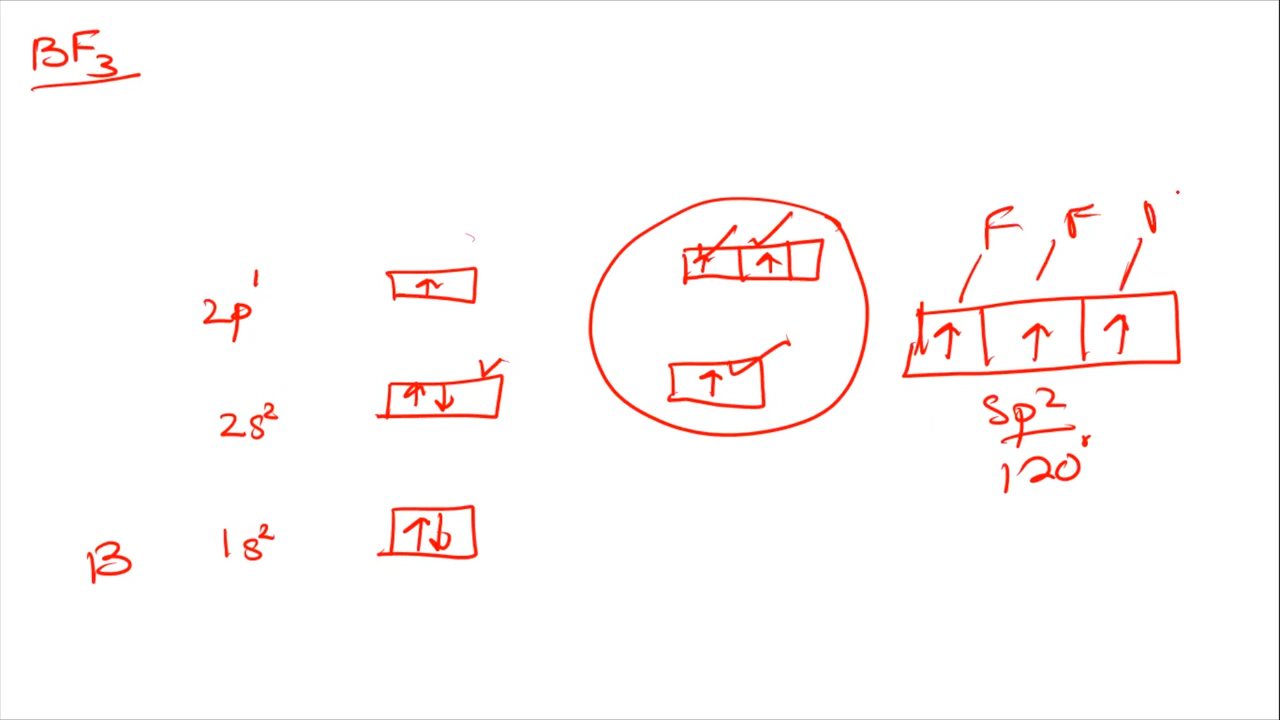 BF₃
F F
2p¹ ↑ ↑ ↑
↑ ↑ ↑
2s² ↑↓ ↑
sp²
120°
B 1s² ↑↓